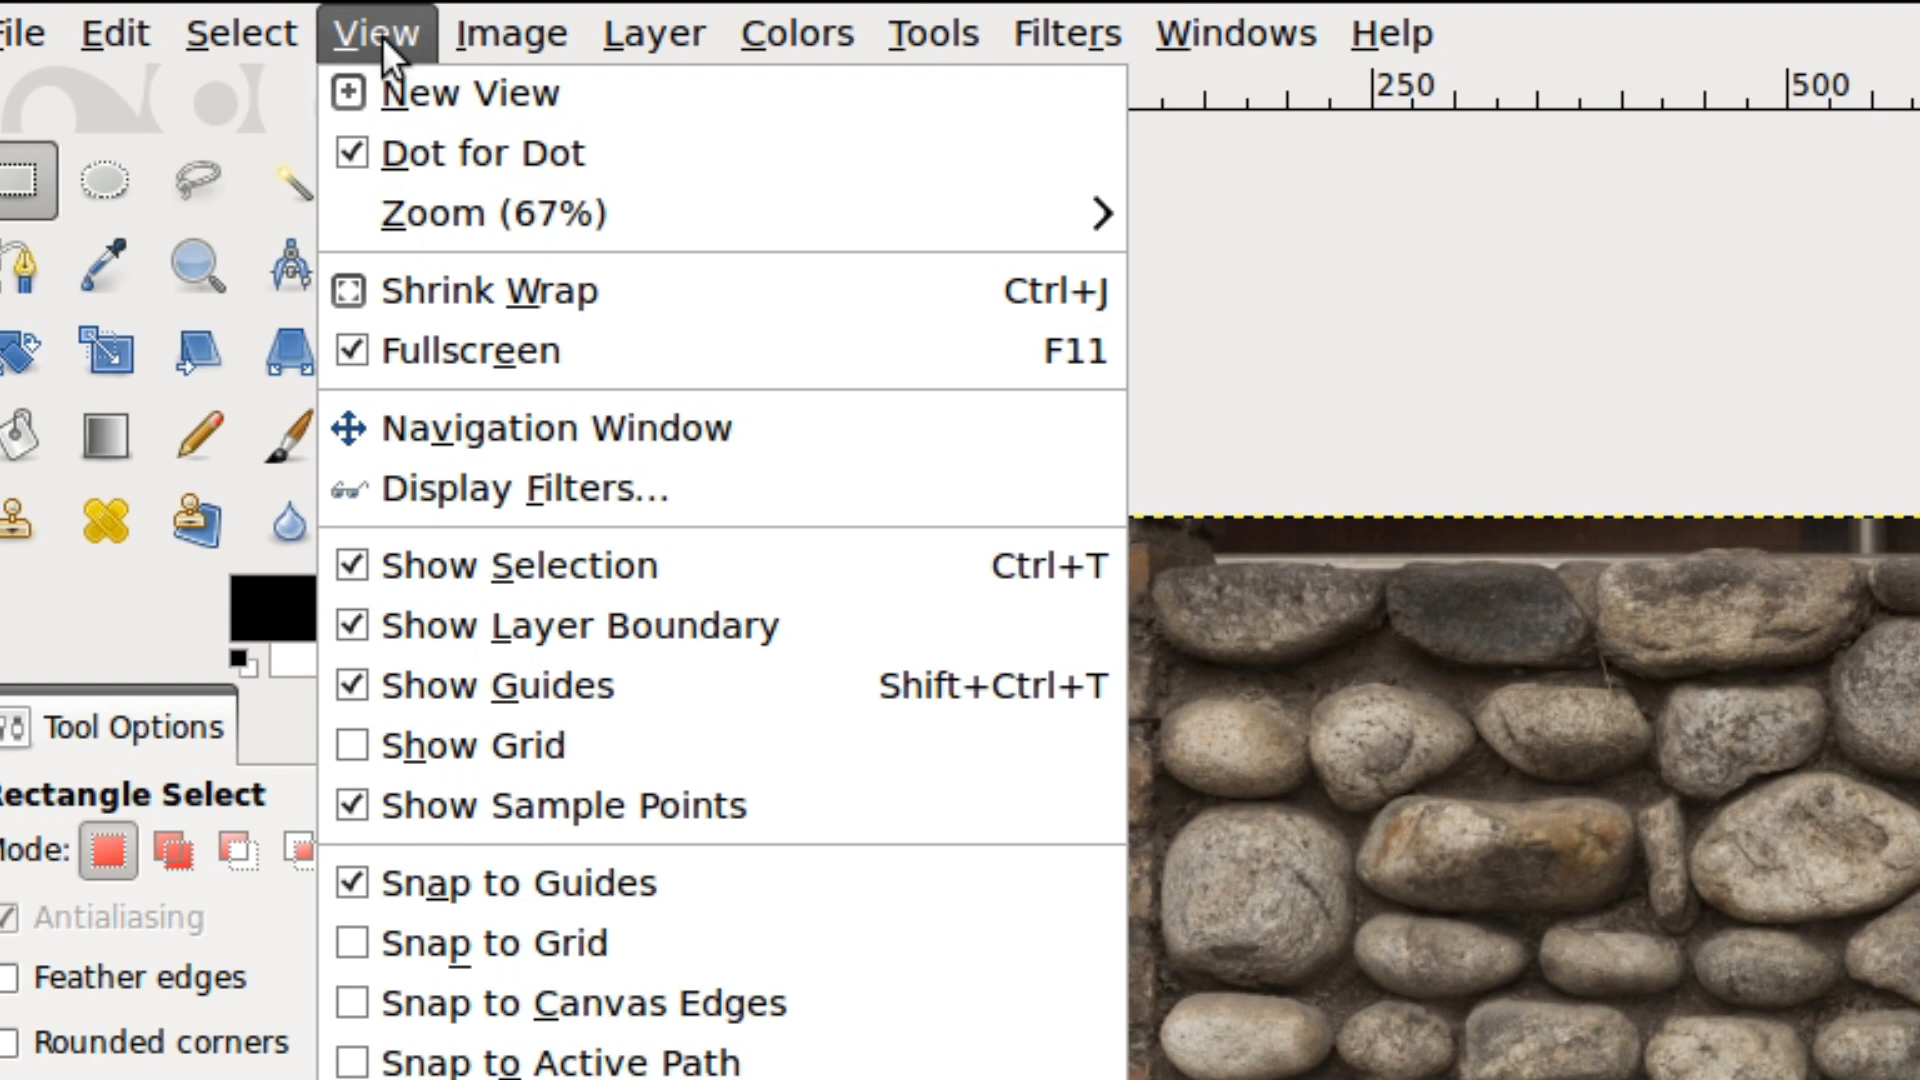 File Edit Select View Image Layer Colors Tools Filters Windows Help
250 500
New View
Dot for Dot
Zoom (67%)
Shrink Wrap Ctrl+J
Fullscreen F11
Navigation Window
Display Filters...
Show Selection Ctrl+T
Show Layer Boundary
Show Guides Shift+Ctrl+T
Show Grid
Show Sample Points
Snap to Guides
Snap to Grid
Snap to Canvas Edges
Snap to Active Path
Tool Options
Rectangle Select
Mode:
Antialiasing
Feather edges
Rounded corners